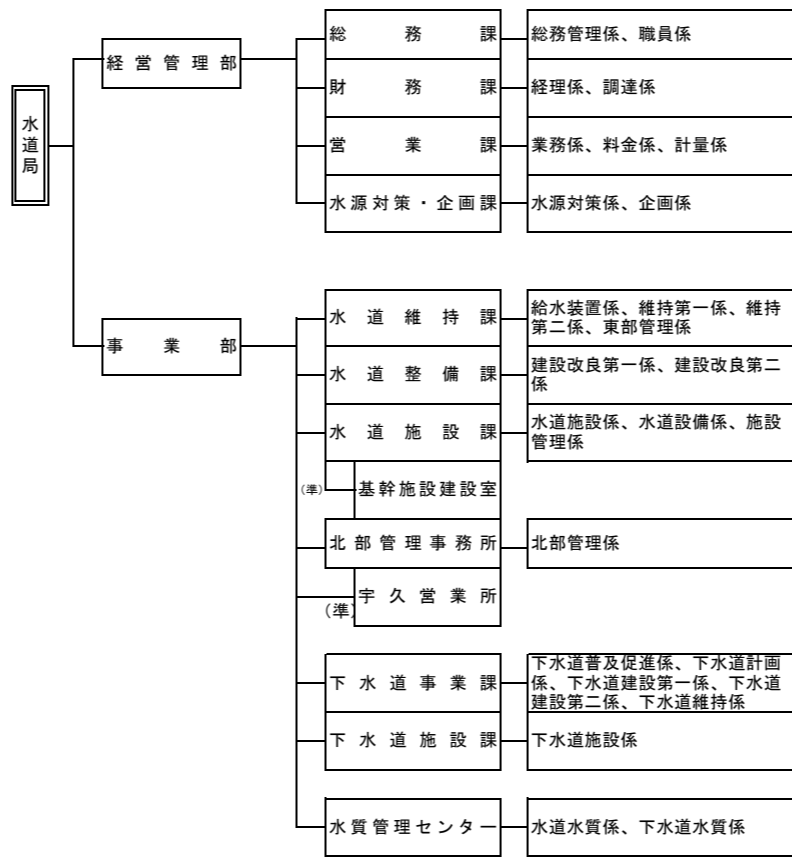 水道局
経営管理部
総務課
総務管理係、職員係
財務課
経理係、調達係
営業課
業務係、料金係、計量係
水源対策・企画課
水源対策係、企画係
事業部
水道維持課
給水装置係、維持第一係、維持
第二係、東部管理係
水道整備課
建設改良第一係、建設改良第二
係
水道施設課
水道施設係、水道設備係、施設
管理係
(準)
基幹施設建設室
北部管理事務所
北部管理係
(準)
宇久営業所
下水道事業課
下水道普及促進係、下水道計画
係、下水道建設第一係、下水道
建設第二係、下水道維持係
下水道施設課
下水道施設係
水質管理センター
水道水質係、下水道水質係